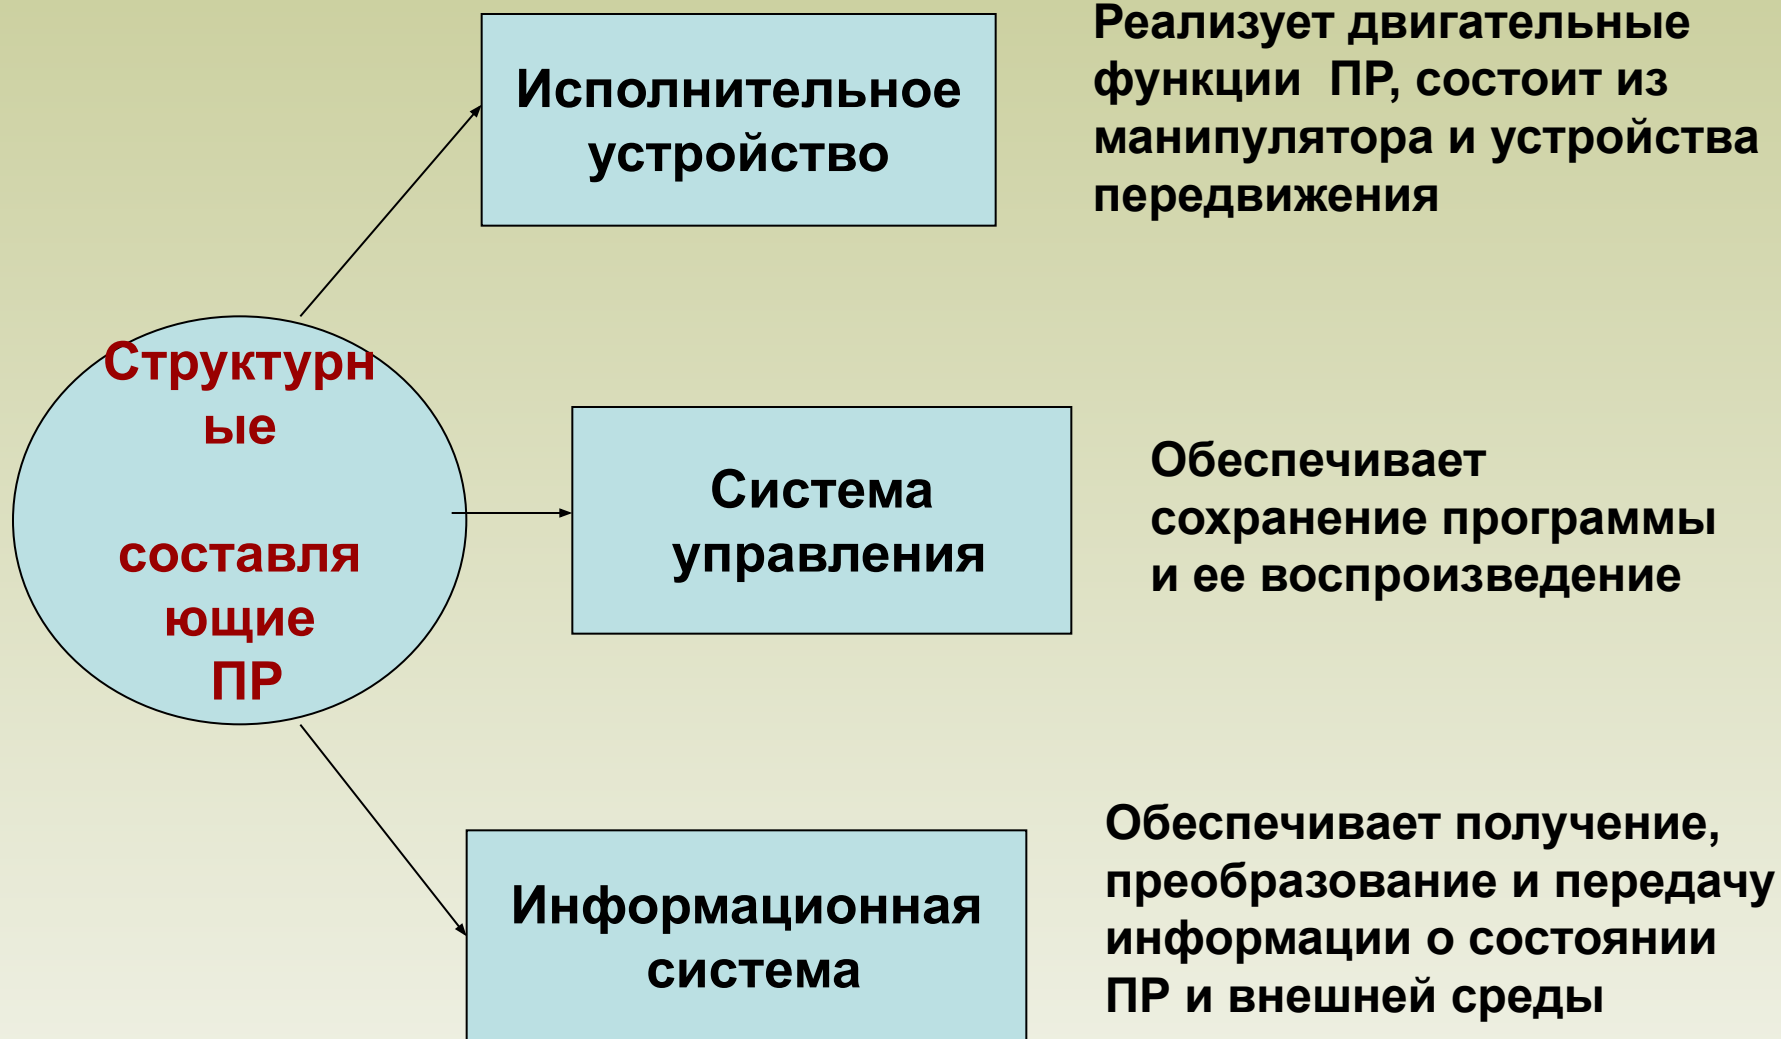 Исполнительное
устройство
Реализует двигательные
функции ПР, состоит из
манипулятора и устройства
передвижения
Структурн
ые
составля
ющие
ПР
Система
управления
Обеспечивает
сохранение программы
и ее воспроизведение
Информационная
система
Обеспечивает получение,
преобразование и передачу
информации о состоянии
ПР и внешней среды